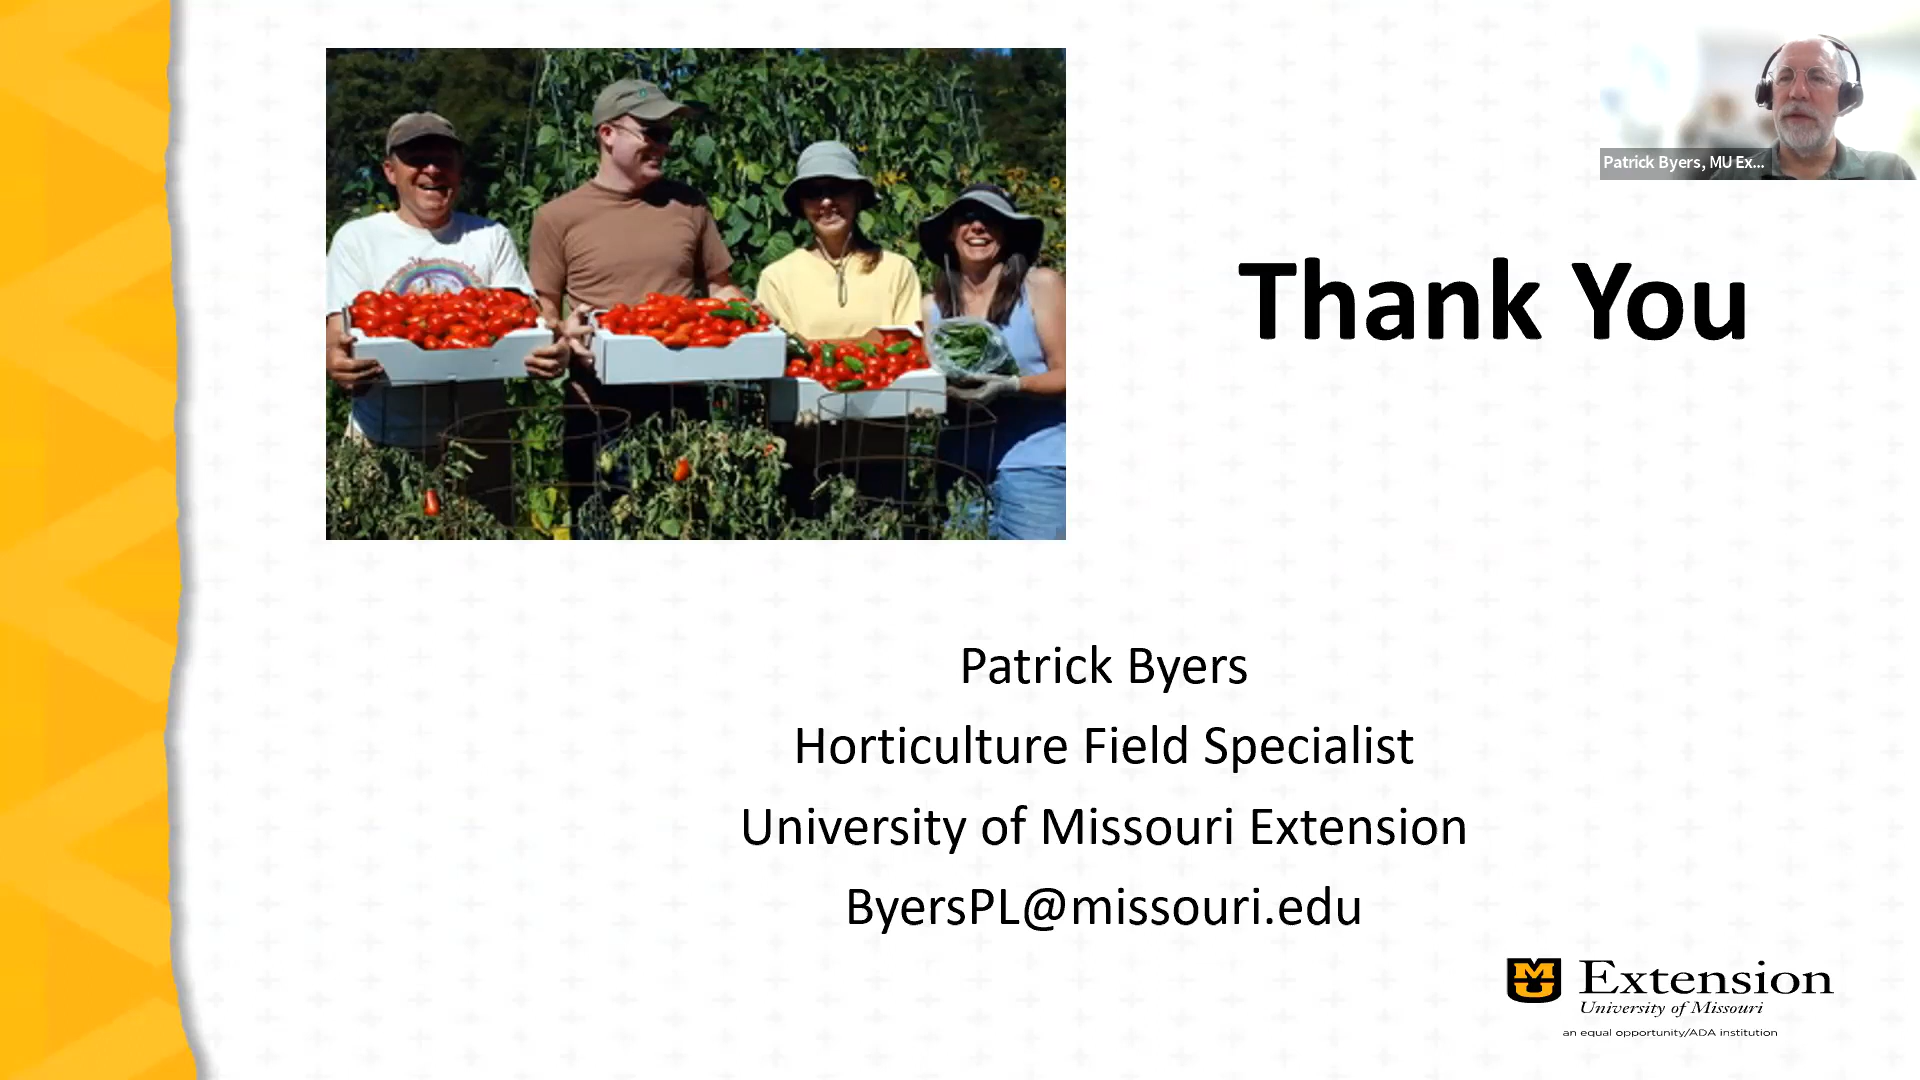 Patrick Byers, MU Ex...
Thank You
Patrick Byers
Horticulture Field Specialist
University of Missouri Extension
ByersPL@missouri.edu
Extension
University of Missouri
an equal opportunity/ADA institution